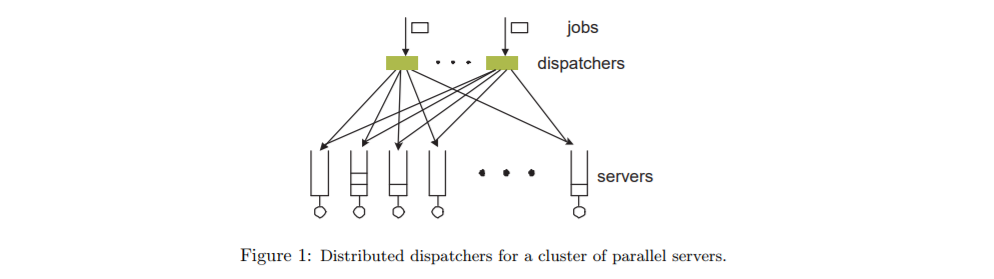 jobs
dispatchers
servers
Figure 1: Distributed dispatchers for a cluster of parallel servers.